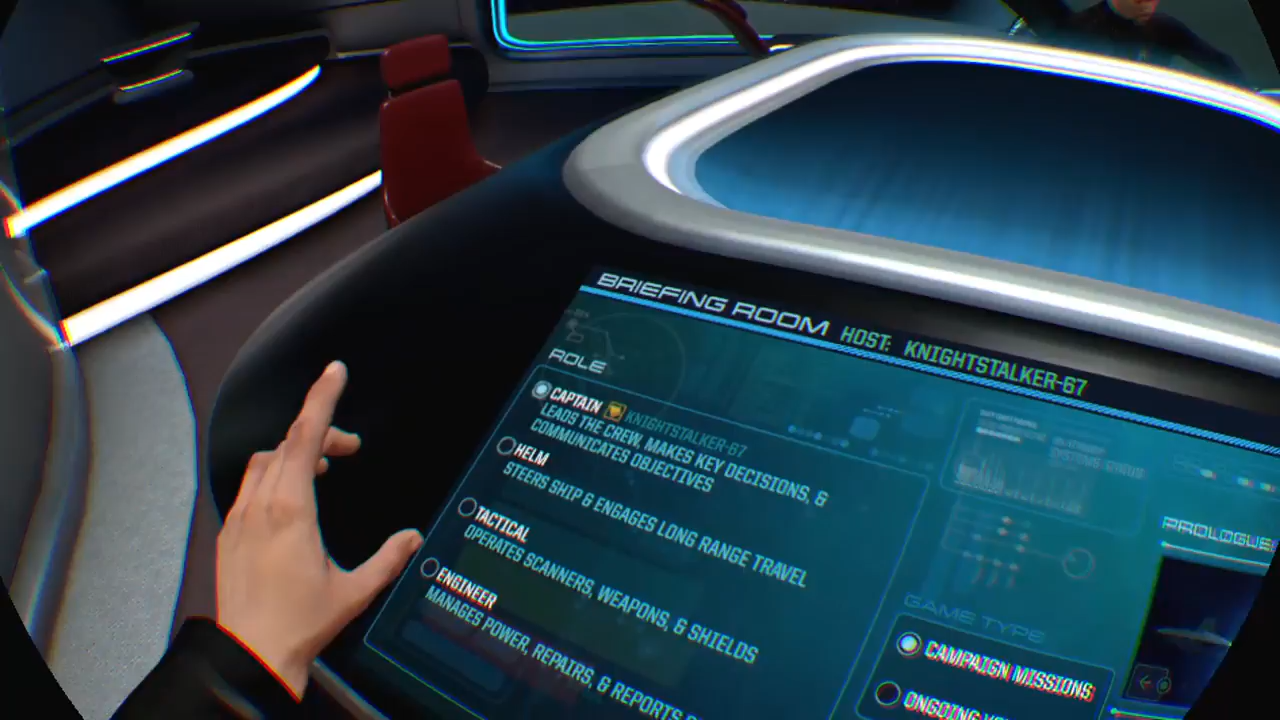 BRIEFING ROOM HOST: KNIGHTSTALKER-67
ROLE
CAPTAIN KNIGHTSTALKER-67
LEADS THE CREW, MAKES KEY DECISIONS, &
COMMUNICATES OBJECTIVES
HELM
STEERS SHIP & ENGAGES LONG RANGE TRAVEL
TACTICAL
OPERATES SCANNERS, WEAPONS, & SHIELDS
ENGINEER
MANAGES POWER, REPAIRS, & REPORTS
PROLOGUE
GAME TYPE
CAMPAIGN MISSIONS
ONGOING